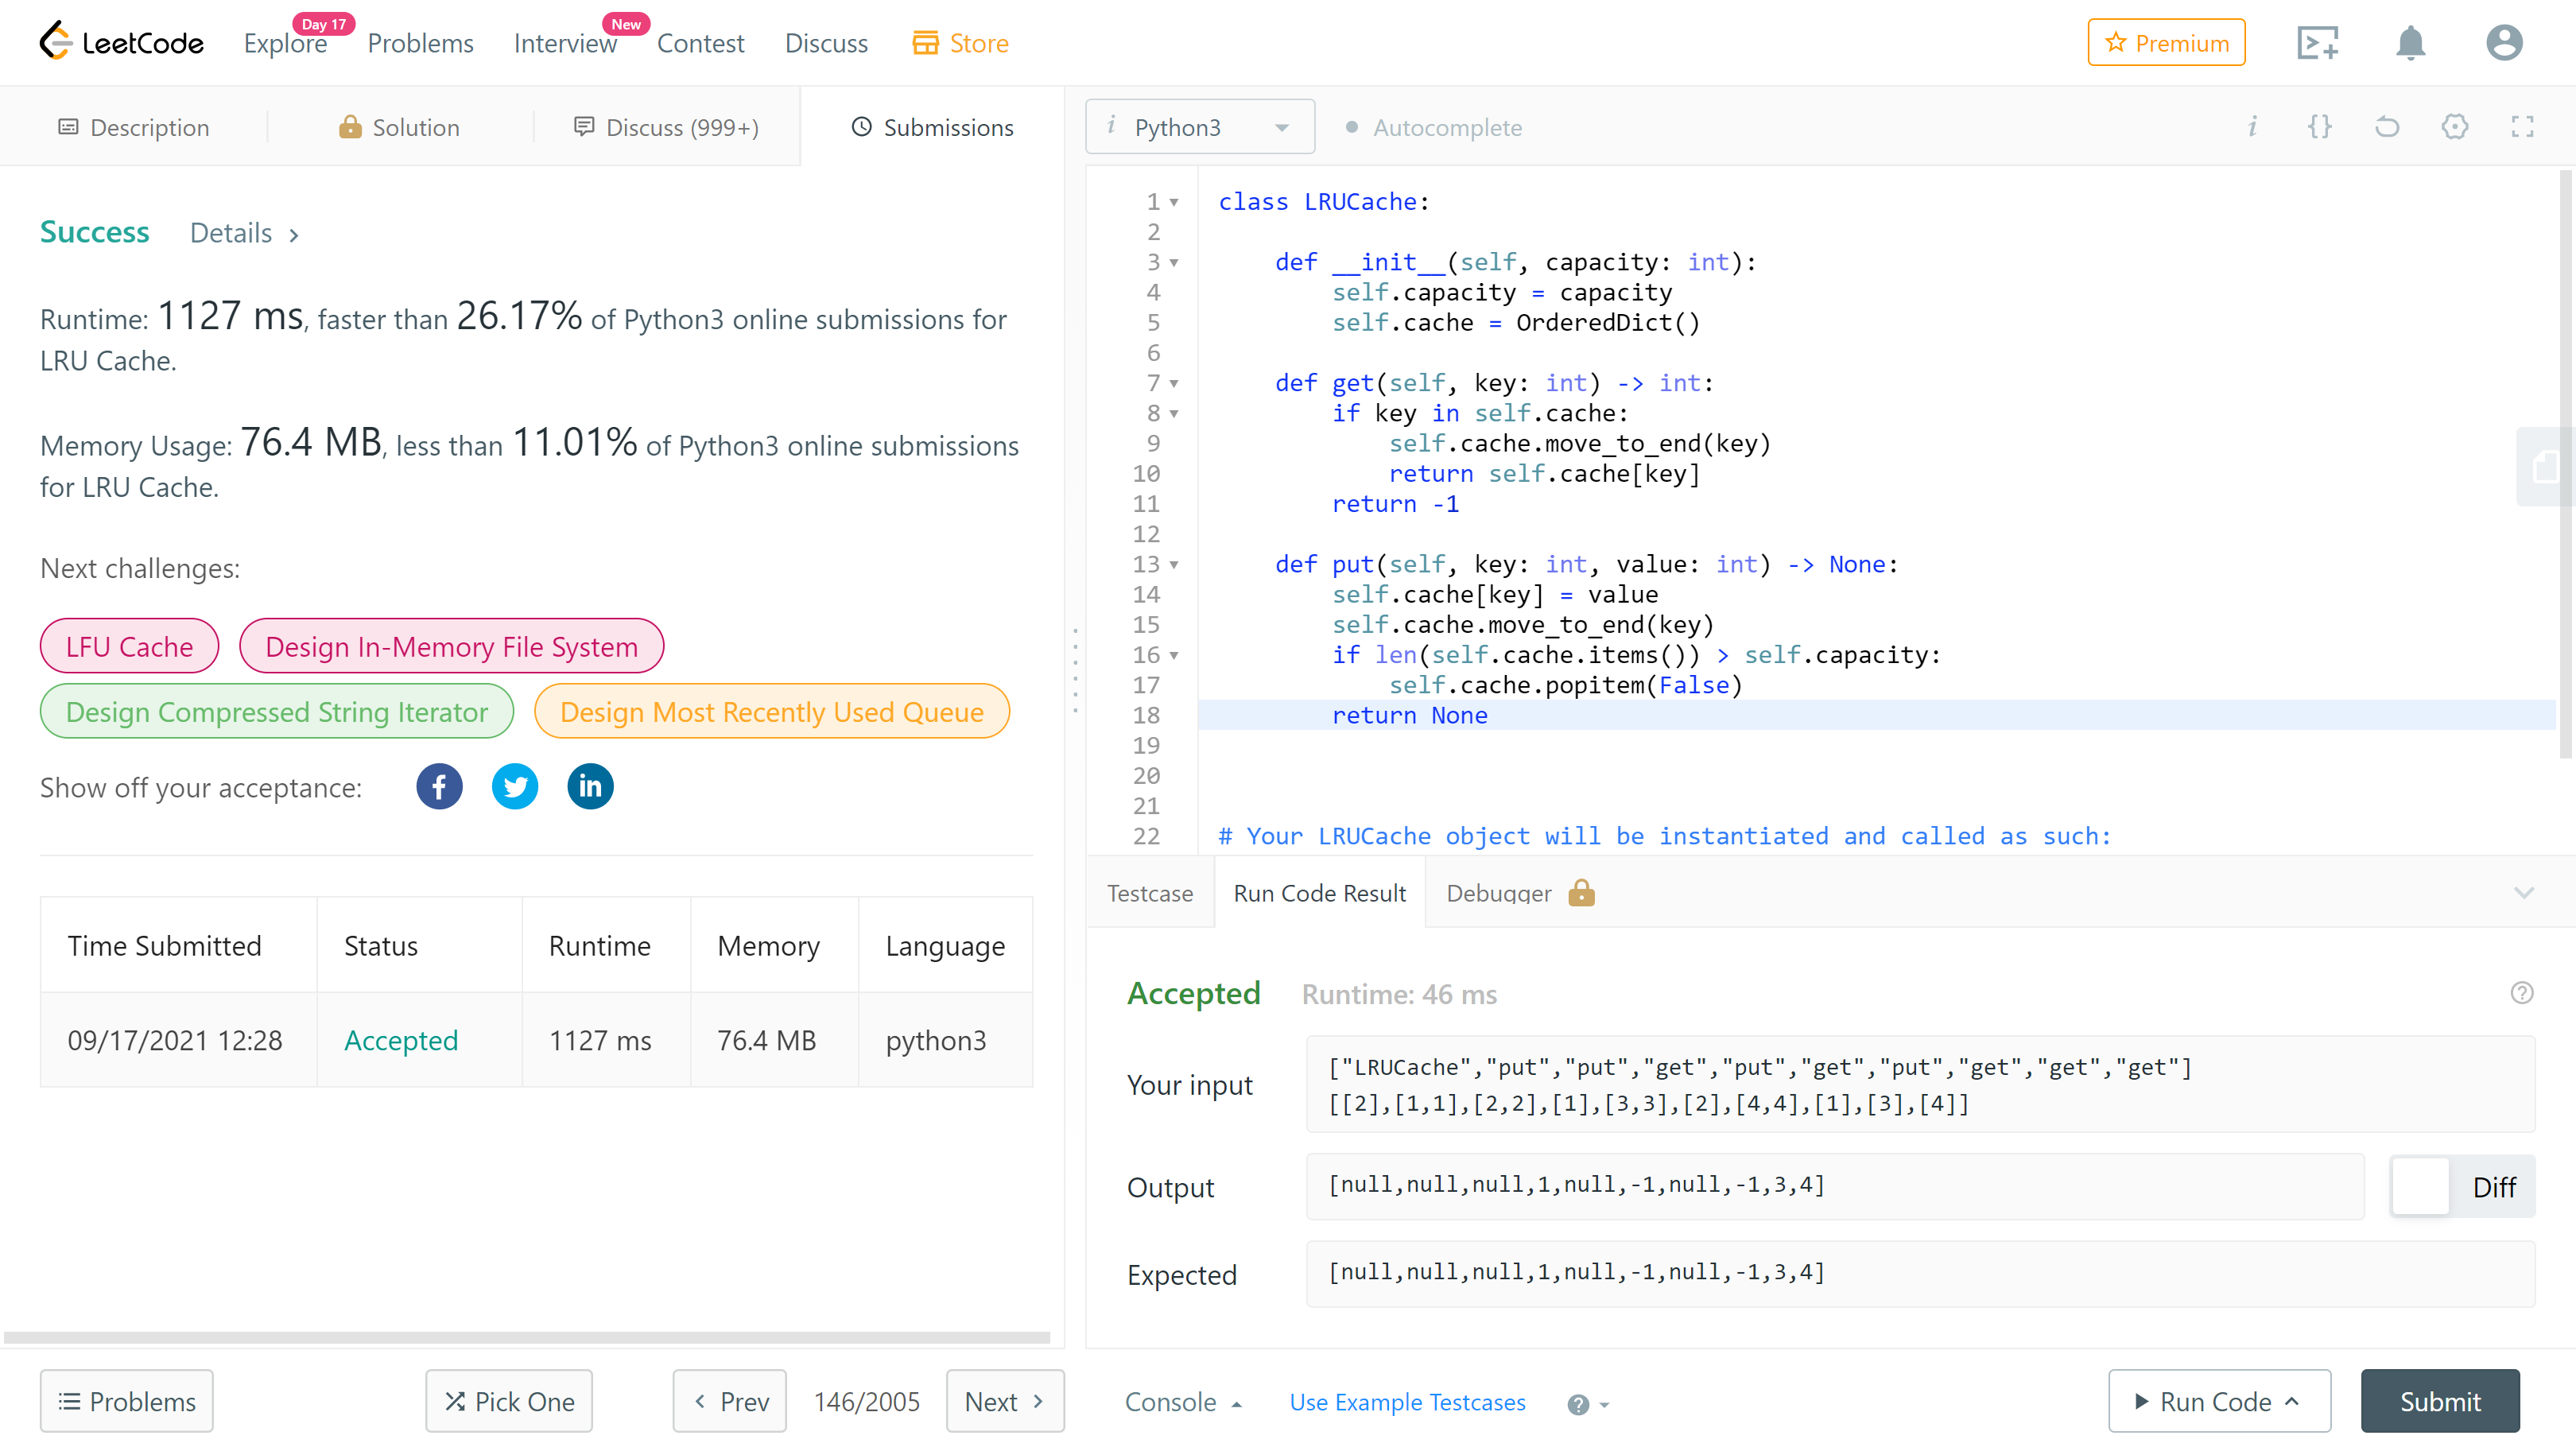 LeetCode
Explore
Day 17
Problems
Interview
New
Contest
Discuss
Store
Premium
Description
Solution
Discuss (999+)
Submissions
Success Details >
Runtime: 1127 ms, faster than 26.17% of Python3 online submissions for
LRU Cache.
Memory Usage: 76.4 MB, less than 11.01% of Python3 online submissions
for LRU Cache.
Next challenges:
LFU Cache
Design In-Memory File System
Design Compressed String Iterator
Design Most Recently Used Queue
Show off your acceptance:
Time Submitted Status Runtime Memory Language
09/17/2021 12:28 Accepted 1127 ms 76.4 MB python3
Problems
Pick One
Prev
146/2005
Next
i Python3
Autocomplete
i {}
1 class LRUCache:
2
3     def __init__(self, capacity: int):
4         self.capacity = capacity
5         self.cache = OrderedDict()
6
7     def get(self, key: int) -> int:
8         if key in self.cache:
9             self.cache.move_to_end(key)
10             return self.cache[key]
11         return -1
12
13     def put(self, key: int, value: int) -> None:
14         self.cache[key] = value
15         self.cache.move_to_end(key)
16         if len(self.cache.items()) > self.capacity:
17             self.cache.popitem(False)
18         return None
19
20
21
22 # Your LRUCache object will be instantiated and called as such:
Testcase
Run Code Result
Debugger
Accepted Runtime: 46 ms
?
Your input
["LRUCache","put","put","get","put","get","put","get","get","get"]
[[2],[1,1],[2,2],[1],[3,3],[2],[4,4],[1],[3],[4]]
Output
[null,null,null,1,null,-1,null,-1,3,4]
Diff
Expected
[null,null,null,1,null,-1,null,-1,3,4]
Console
Use Example Testcases
?
Run Code
Submit